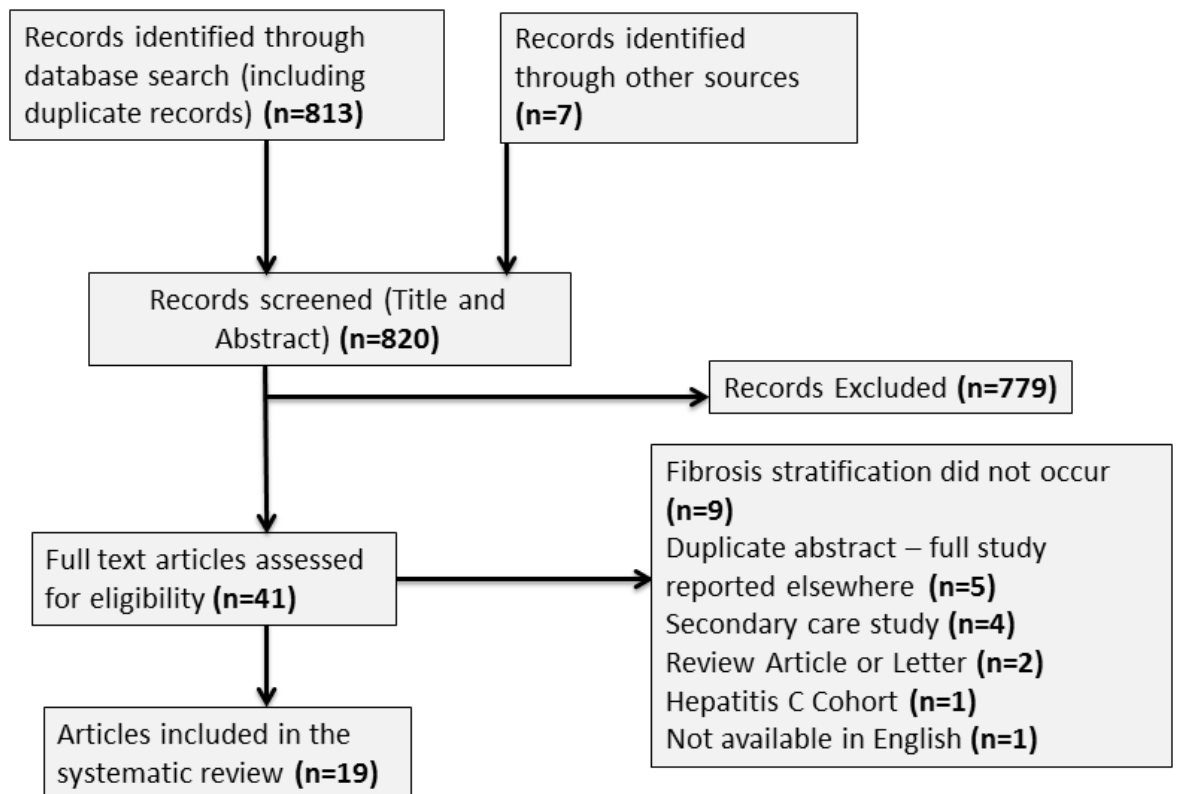 Records identified through
database search (including
duplicate records) (n=813)
Records identified
through other sources
(n=7)
Records screened (Title and
Abstract) (n=820)
Records Excluded (n=779)
Full text articles assessed
for eligibility (n=41)
Fibrosis stratification did not occur
(n=9)
Duplicate abstract – full study
reported elsewhere (n=5)
Secondary care study (n=4)
Review Article or Letter (n=2)
Hepatitis C Cohort (n=1)
Not available in English (n=1)
Articles included in the
systematic review (n=19)